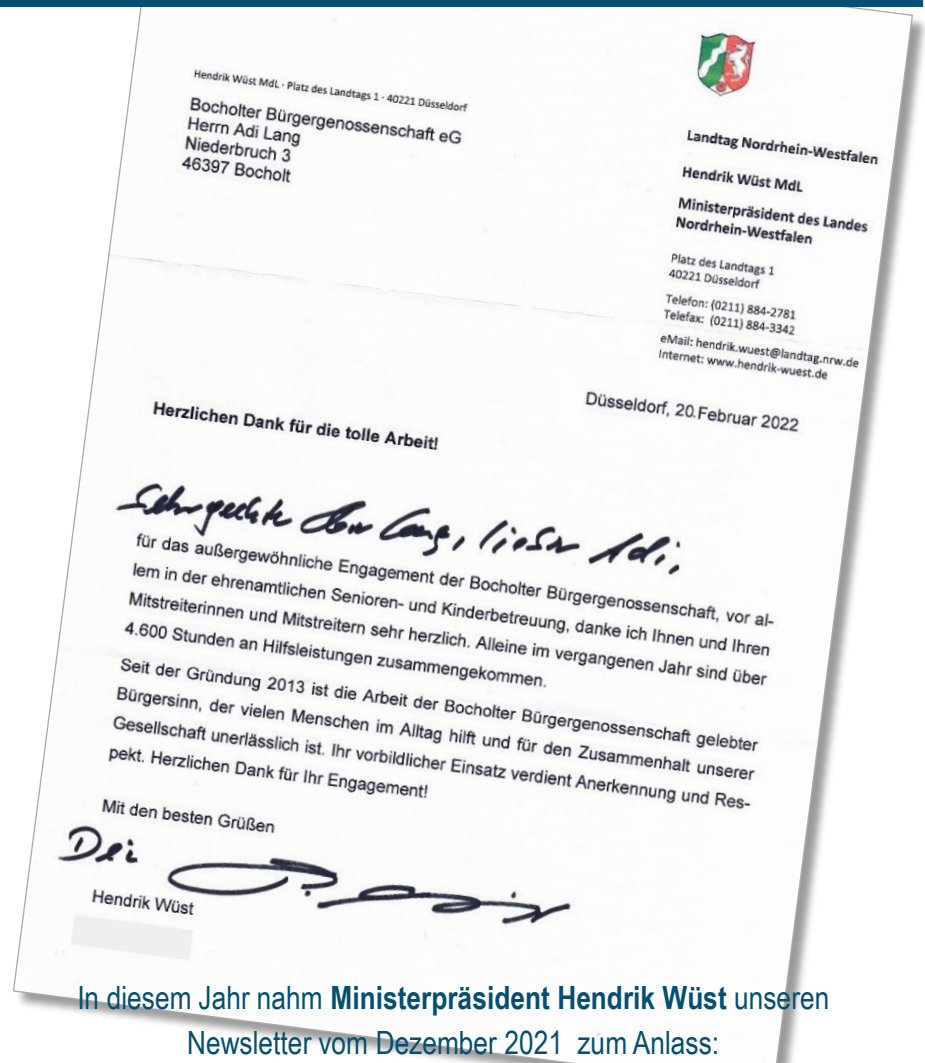 Hendrik Wüst MdL · Platz des Landtags 1 · 40221 Düsseldorf
Bocholter Bürgergenossenschaft eG
Herrn Adi Lang
Niederbruch 3
46397 Bocholt
Landtag Nordrhein-Westfalen
Hendrik Wüst MdL
Ministerpräsident des Landes
Nordrhein-Westfalen
Platz des Landtags 1
40221 Düsseldorf
Telefon: (0211) 884-2781
Telefax: (0211) 884-3342
eMail: hendrik.wuest@landtag.nrw.de
Internet: www.hendrik-wuest.de
Düsseldorf, 20.Februar 2022
Herzlichen Dank für die tolle Arbeit!
Sehr geehrter Herr Lang, lieber Adi,
für das außergewöhnliche Engagement der Bocholter Bürgergenossenschaft, vor al-
lem in der ehrenamtlichen Senioren- und Kinderbetreuung, danke ich Ihnen und Ihren
Mitstreiterinnen und Mitstreitern sehr herzlich. Alleine im vergangenen Jahr sind über
4.600 Stunden an Hilfsleistungen zusammengekommen.
Seit der Gründung 2013 ist die Arbeit der Bocholter Bürgergenossenschaft gelebter
Bürgersinn, der vielen Menschen im Alltag hilft und für den Zusammenhalt unserer
Gesellschaft unerlässlich ist. Ihr vorbildlicher Einsatz verdient Anerkennung und Res-
pekt. Herzlichen Dank für Ihr Engagement!
Mit den besten Grüßen
Hendrik Wüst
In diesem Jahr nahm Ministerpräsident Hendrik Wüst unseren
Newsletter vom Dezember 2021 zum Anlass: